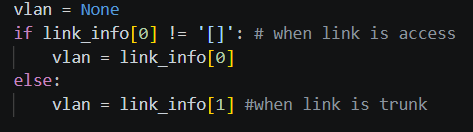 vlan = None
if link_info[0] != '[]': # when link is access
    vlan = link_info[0]
else:
    vlan = link_info[1] #when link is trunk